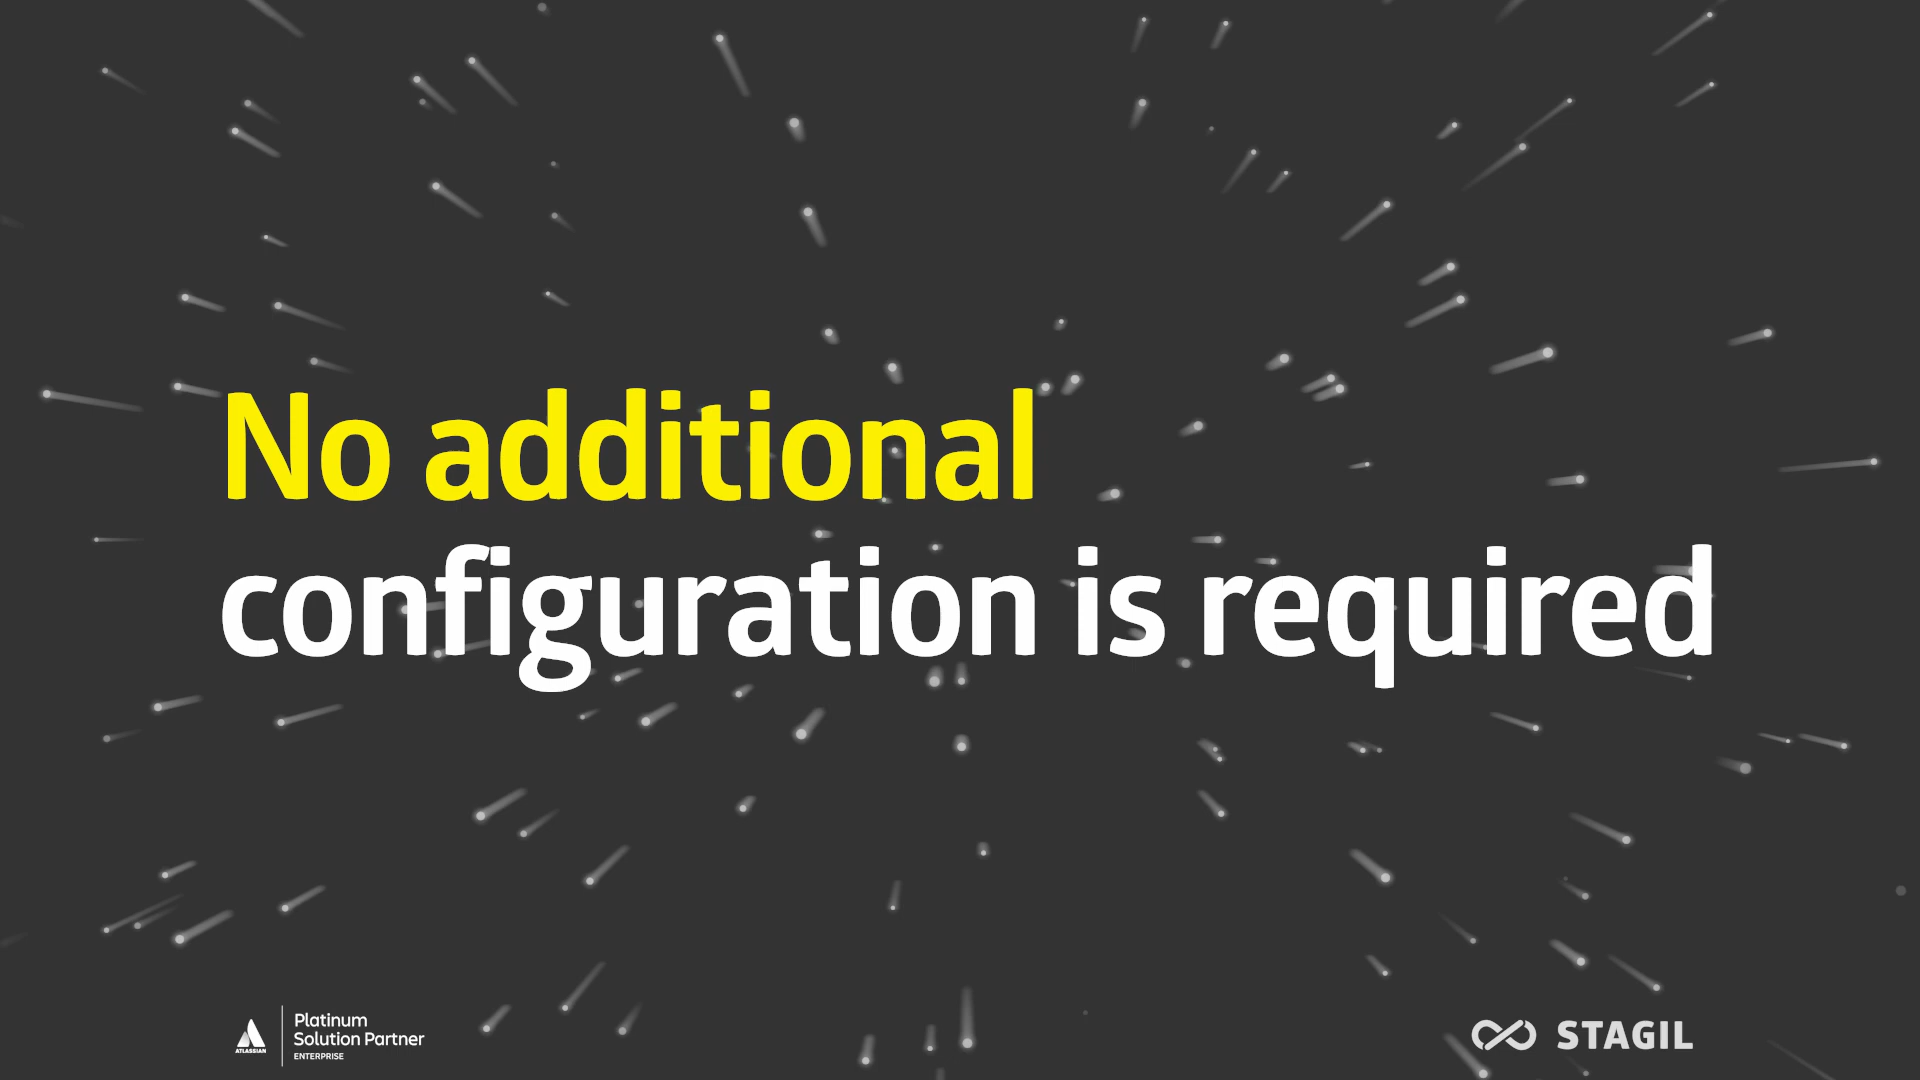 No additional
configuration is required
Platinum
Solution Partner
ENTERPRISE
ATLASSIAN
STAGIL